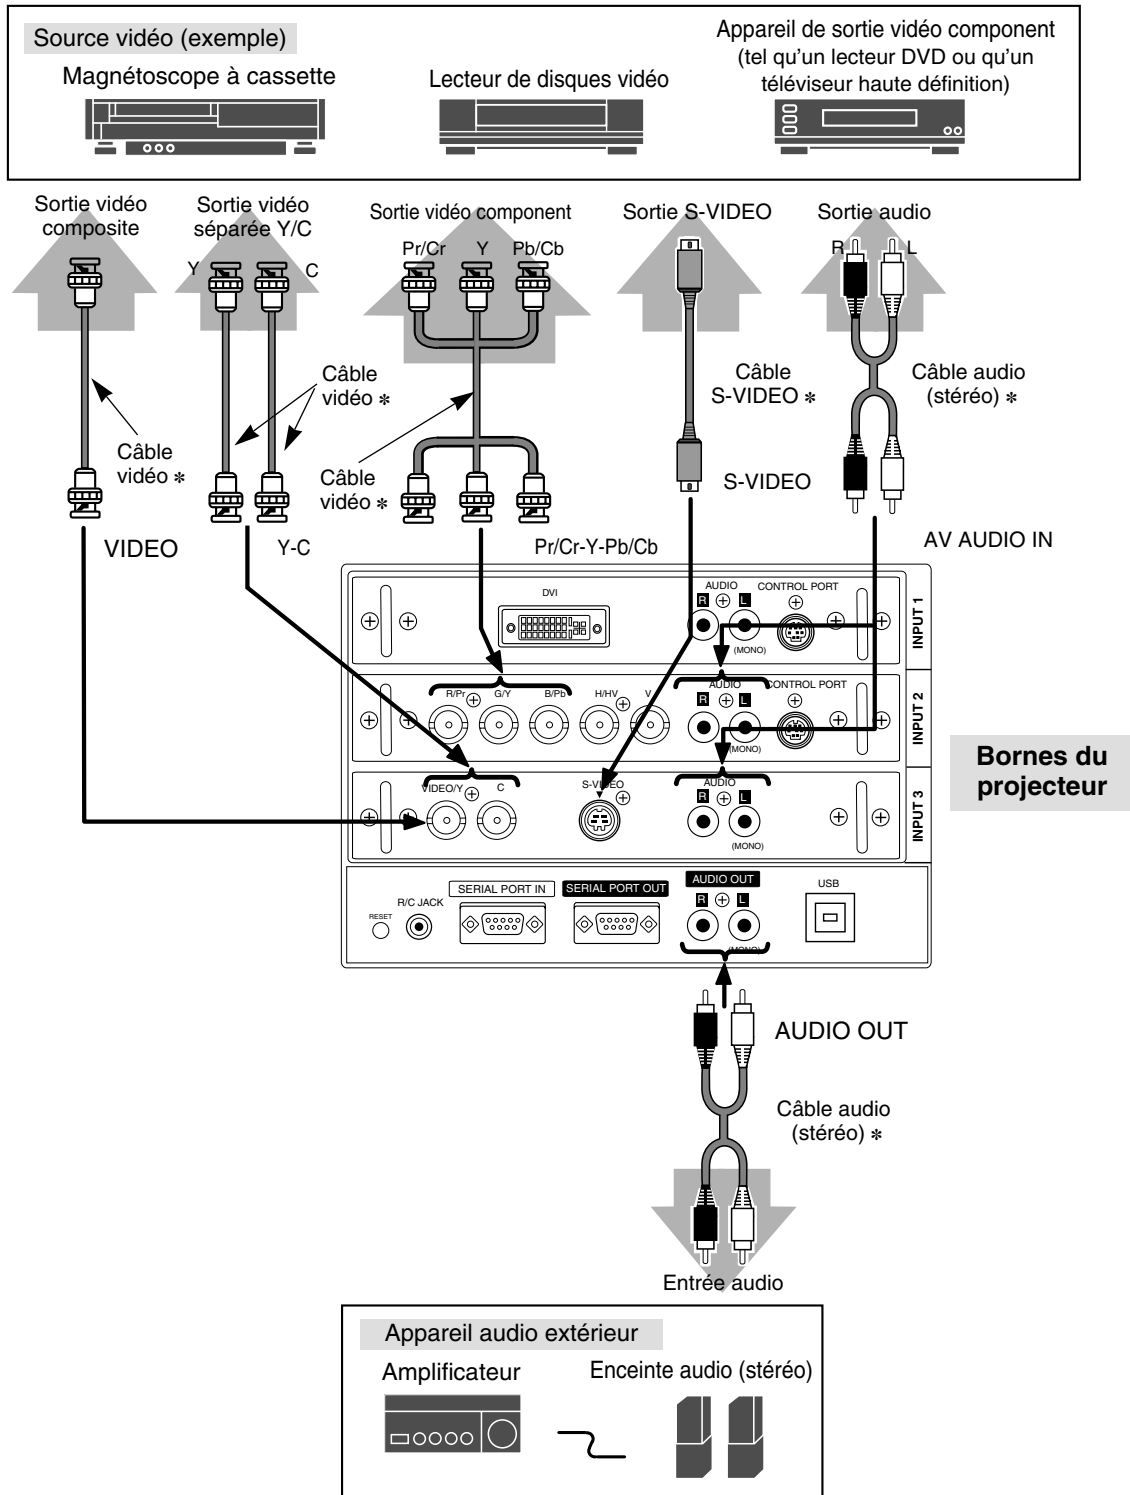 Source vidéo (exemple)
Magnétoscope à cassette
Lecteur de disques vidéo
Appareil de sortie vidéo component
(tel qu'un lecteur DVD ou qu'un
téléviseur haute définition)
Sortie vidéo
composite
Sortie vidéo
séparée Y/C
Sortie vidéo component
Sortie S-VIDEO
Sortie audio
Y
C
Pr/Cr
Y
Pb/Cb
R
L
Câble
vidéo *
Câble
vidéo *
Câble
vidéo *
Câble
S-VIDEO *
Câble audio
(stéréo) *
S-VIDEO
VIDEO
Y-C
Pr/Cr-Y-Pb/Cb
AV AUDIO IN
DVI
AUDIO
R
L
(MONO)
CONTROL PORT
INPUT 1
R/Pr
G/Y
B/Pb
H/HV
V
AUDIO
R
L
(MONO)
CONTROL PORT
INPUT 2
Bornes du
projecteur
VIDEO/Y
C
S-VIDEO
AUDIO
R
L
(MONO)
INPUT 3
RESET
R/C JACK
SERIAL PORT IN
SERIAL PORT OUT
AUDIO OUT
R
L
(MONO)
USB
AUDIO OUT
Câble audio
(stéréo) *
Entrée audio
Appareil audio extérieur
Amplificateur
Enceinte audio (stéréo)